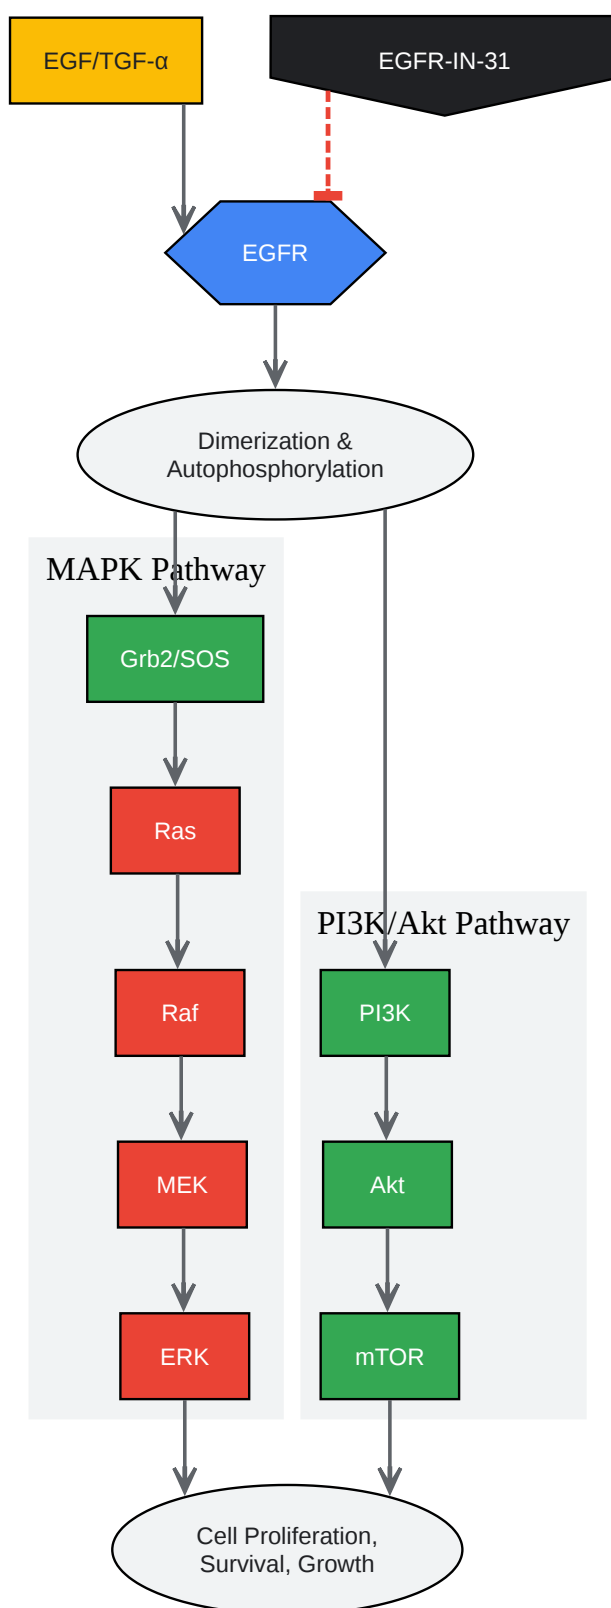 EGF/TGF-α
EGFR-IN-31
EGFR
Dimerization &
Autophosphorylation
MAPK Pathway
Grb2/SOS
Ras
Raf
MEK
ERK
PI3K/Akt Pathway
PI3K
Akt
mTOR
Cell Proliferation,
Survival, Growth